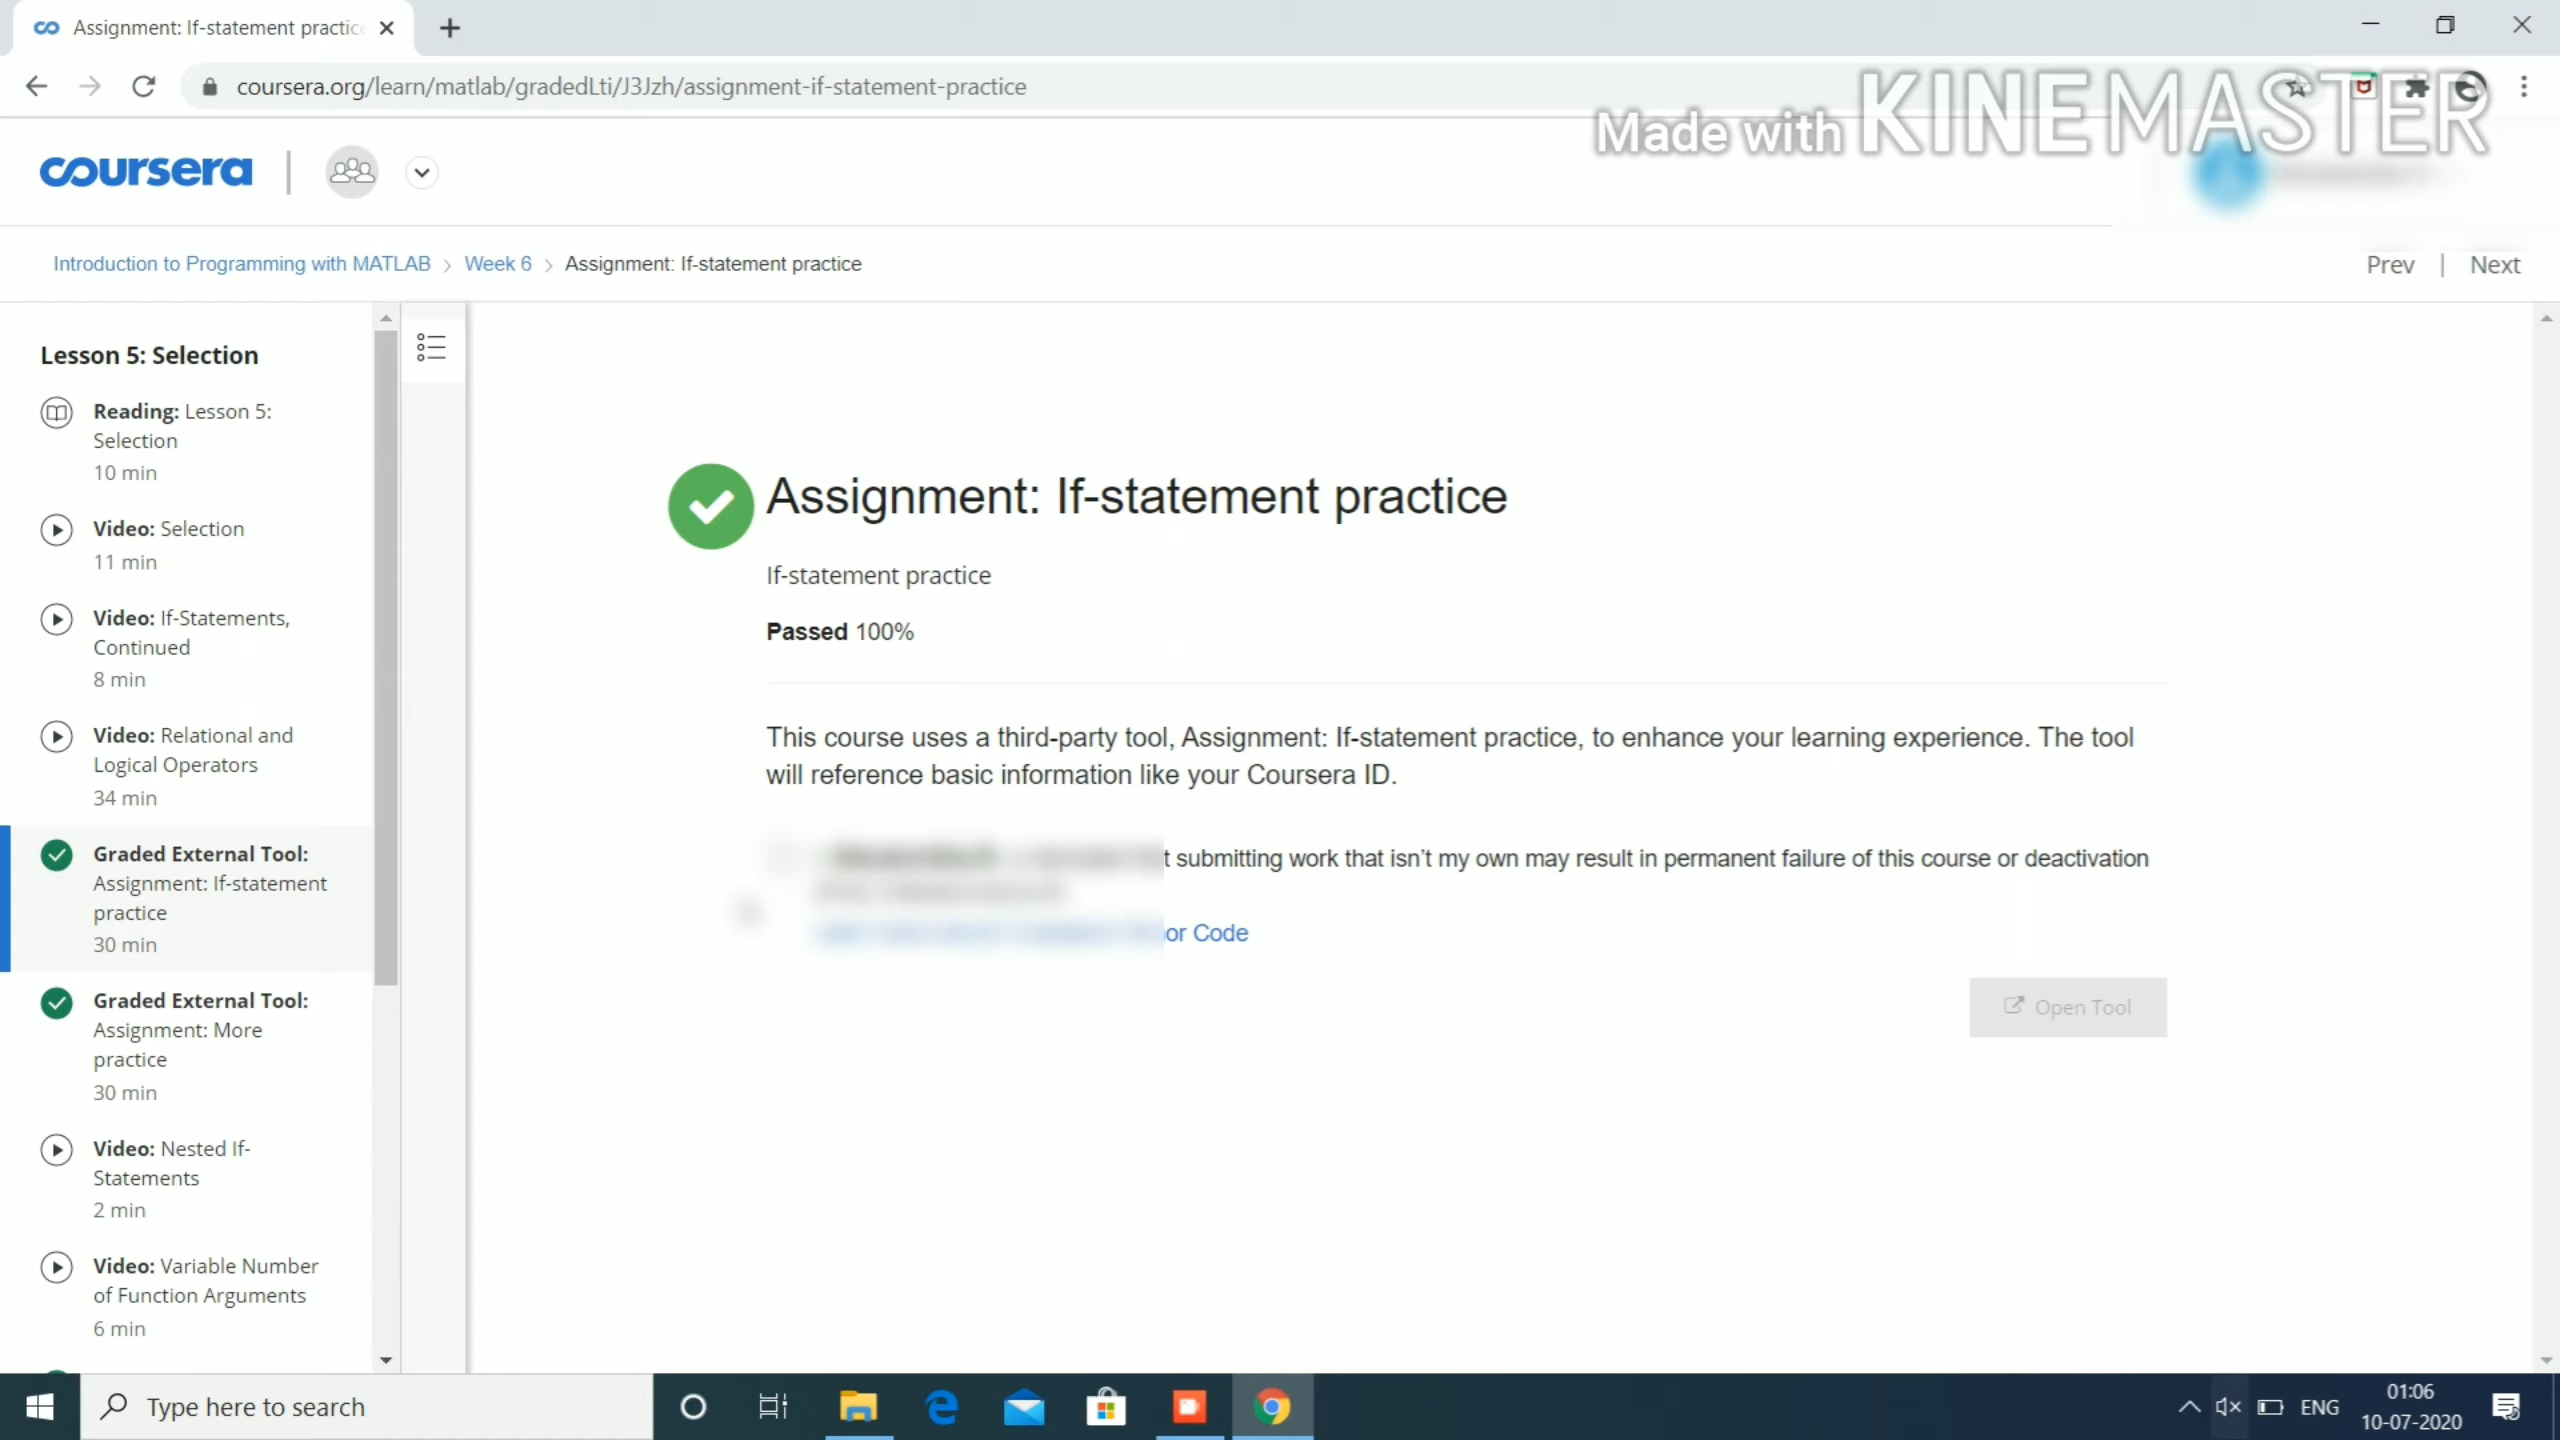 Assignment: If-statement practic
coursera.org/learn/matlab/gradedLti/J3Jzh/assignment-if-statement-practice
Made with KINEMASTER
coursera
Introduction to Programming with MATLAB > Week 6 > Assignment: If-statement practice
Prev | Next
Lesson 5: Selection
Reading: Lesson 5:
Selection
10 min
Video: Selection
11 min
Video: If-Statements,
Continued
8 min
Video: Relational and
Logical Operators
34 min
Graded External Tool:
Assignment: If-statement
practice
30 min
Graded External Tool:
Assignment: More
practice
30 min
Video: Nested If-
Statements
2 min
Video: Variable Number
of Function Arguments
6 min
Assignment: If-statement practice
If-statement practice
Passed 100%
This course uses a third-party tool, Assignment: If-statement practice, to enhance your learning experience. The tool
will reference basic information like your Coursera ID.
t submitting work that isn't my own may result in permanent failure of this course or deactivation
or Code
Open Tool
Type here to search
ENG
01:06
10-07-2020